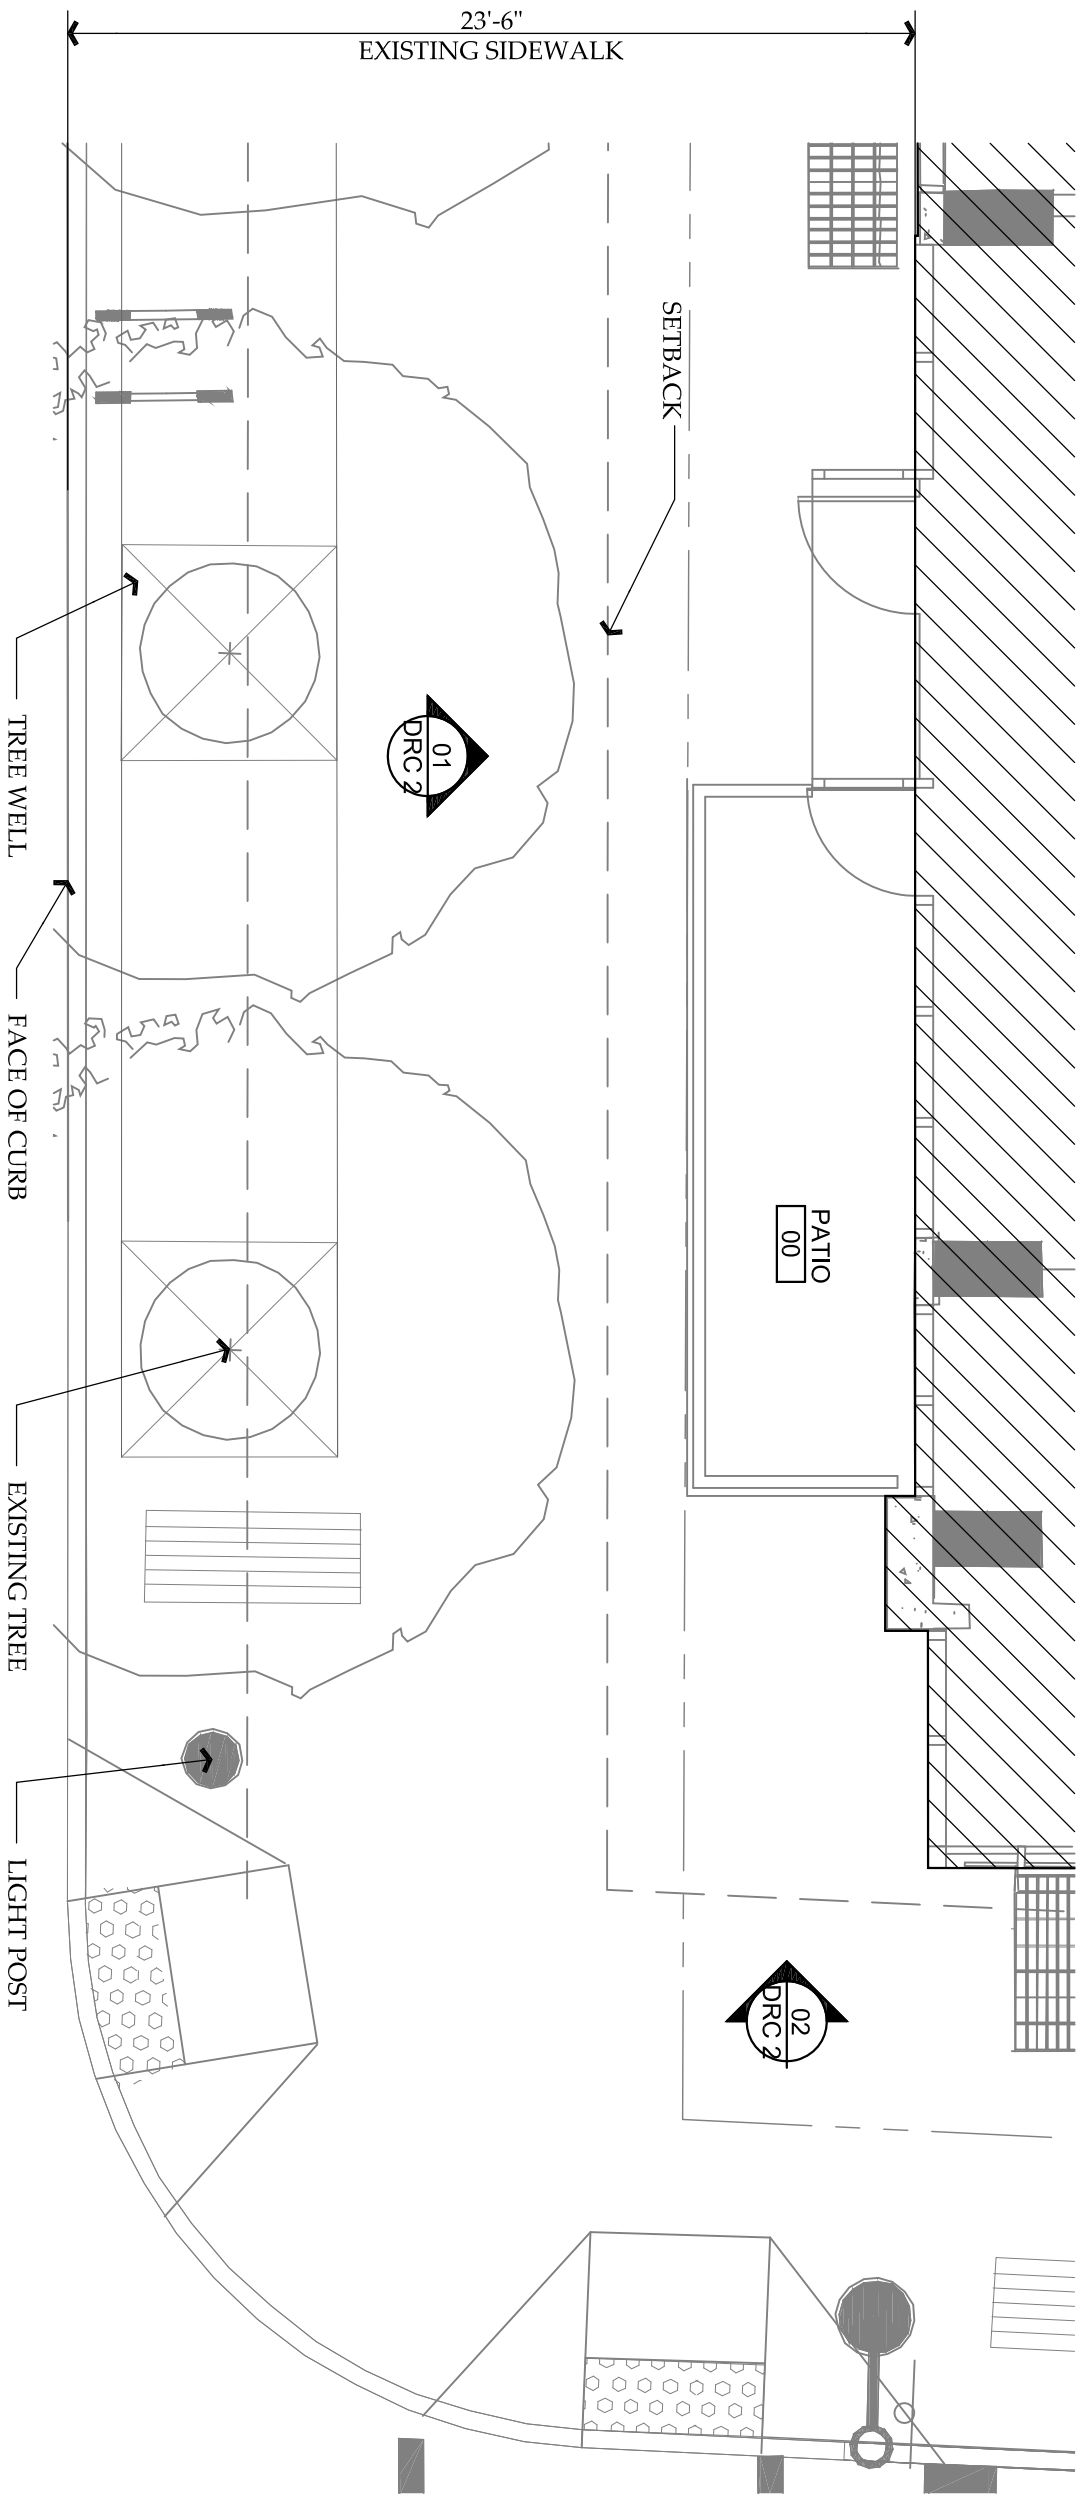 23'-6"
EXISTING SIDEWALK
SETBACK
01
DRC 2
TREE WELL
FACE OF CURB
PATIO
00
EXISTING TREE
LIGHT POST
02
DRC 2